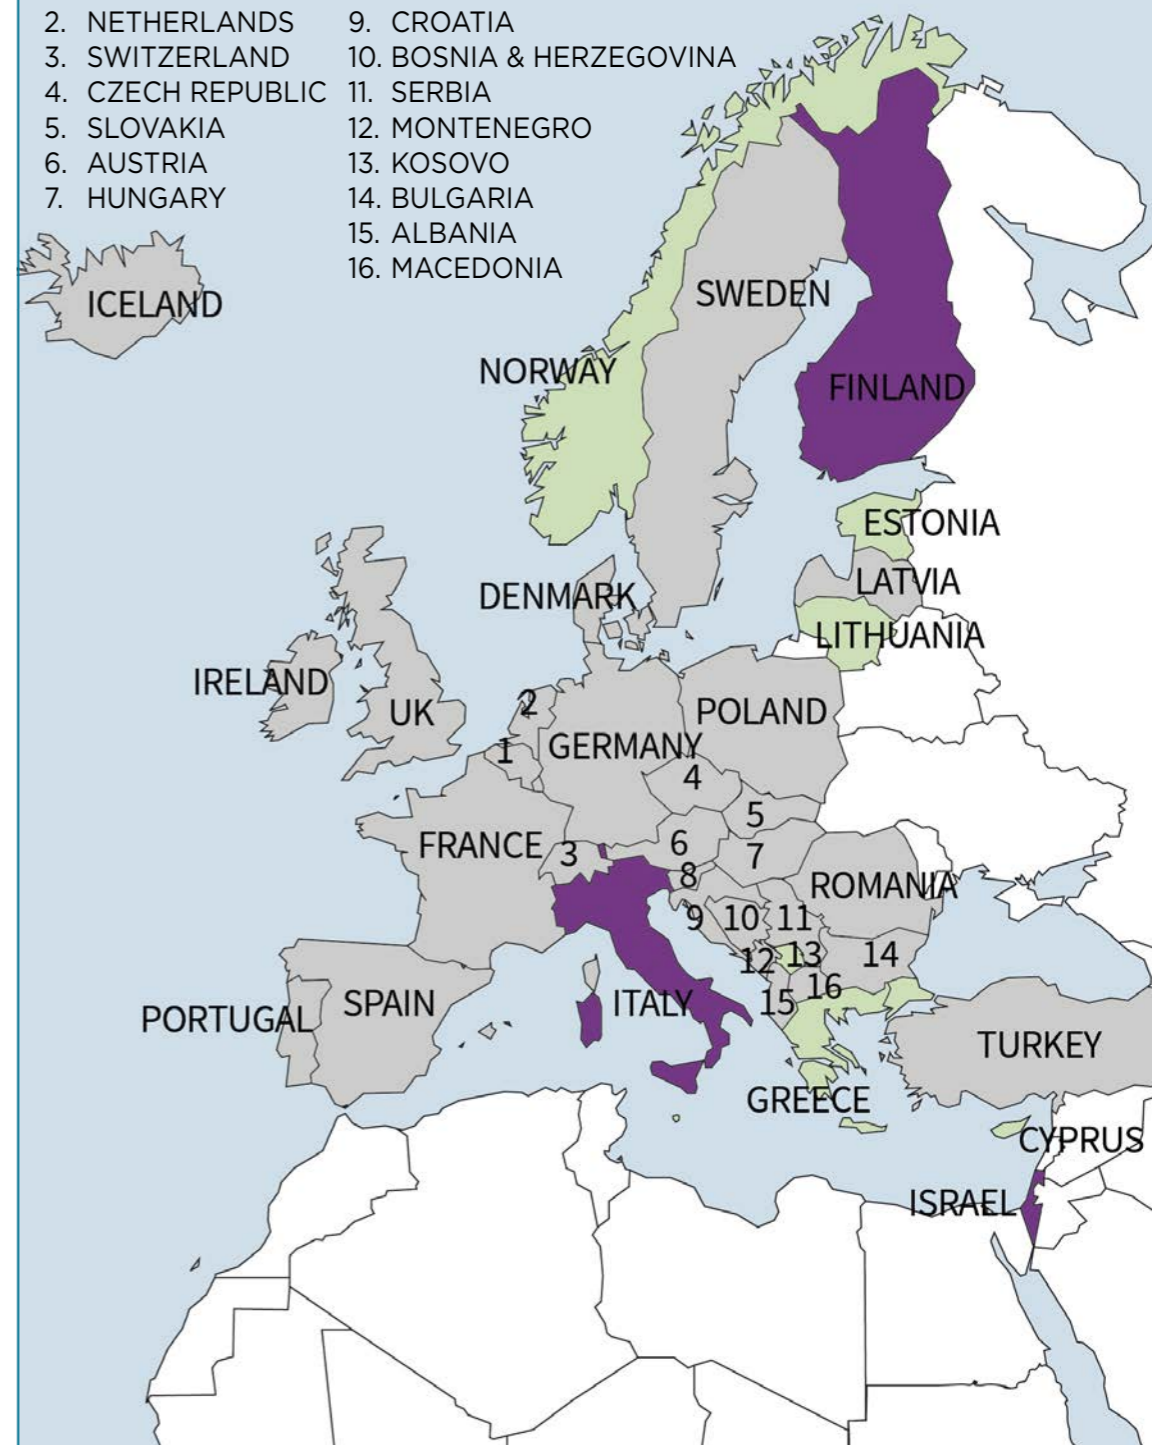 2. NETHERLANDS
3. SWITZERLAND
4. CZECH REPUBLIC
5. SLOVAKIA
6. AUSTRIA
7. HUNGARY
9. CROATIA
10. BOSNIA & HERZEGOVINA
11. SERBIA
12. MONTENEGRO
13. KOSOVO
14. BULGARIA
15. ALBANIA
16. MACEDONIA
ICELAND
SWEDEN
NORWAY
FINLAND
ESTONIA
LATVIA
DENMARK
LITHUANIA
IRELAND
UK
2
POLAND
1
GERMANY
4
5
FRANCE
3
6
7
8
ROMANIA
9
10
11
12
13
14
16
15
PORTUGAL
SPAIN
ITALY
TURKEY
GREECE
CYPRUS
ISRAEL